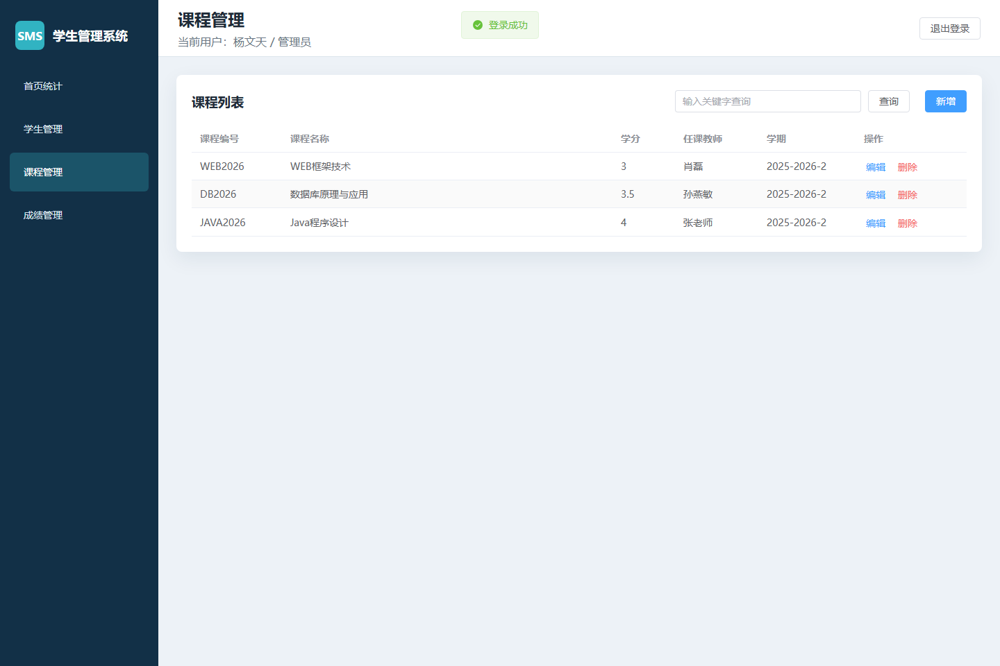 SMS 学生管理系统
首页统计
学生管理
课程管理
成绩管理
课程管理
当前用户：杨文天 / 管理员
登录成功
退出登录
课程列表
输入关键字查询 查询 新增
课程编号 课程名称 学分 任课教师 学期 操作
WEB2026 WEB框架技术 3 肖磊 2025-2026-2 编辑 删除
DB2026 数据库原理与应用 3.5 孙燕敏 2025-2026-2 编辑 删除
JAVA2026 Java程序设计 4 张老师 2025-2026-2 编辑 删除